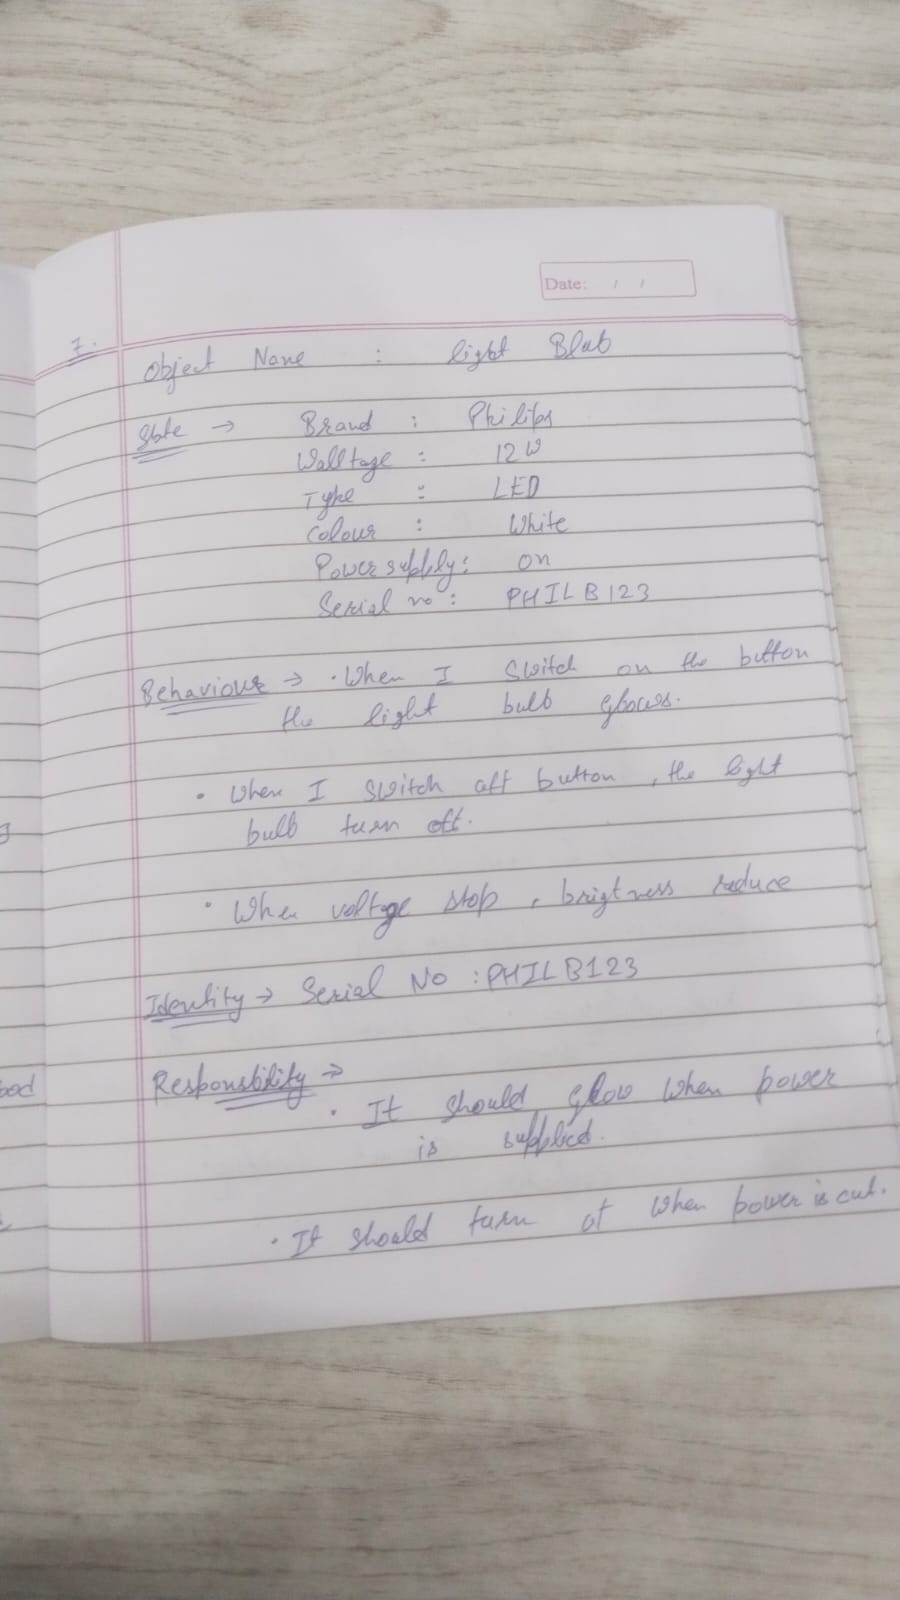 Date: / /
7.
Object Name : light Blub
State → Brand : Philips
Walltage : 12W
Type : LED
Colour : White
Power supply : on
Serial no : PHILB123
Behaviour → • When I switch on the button
the light bulb glows.
• When I switch off button, the light
bulb turn off.
• When voltage stop, brigtness reduce
Identity → Serial No : PHILB123
Responsbility →
• It should glow when power
is supplied.
• It should turn of when power is cut.